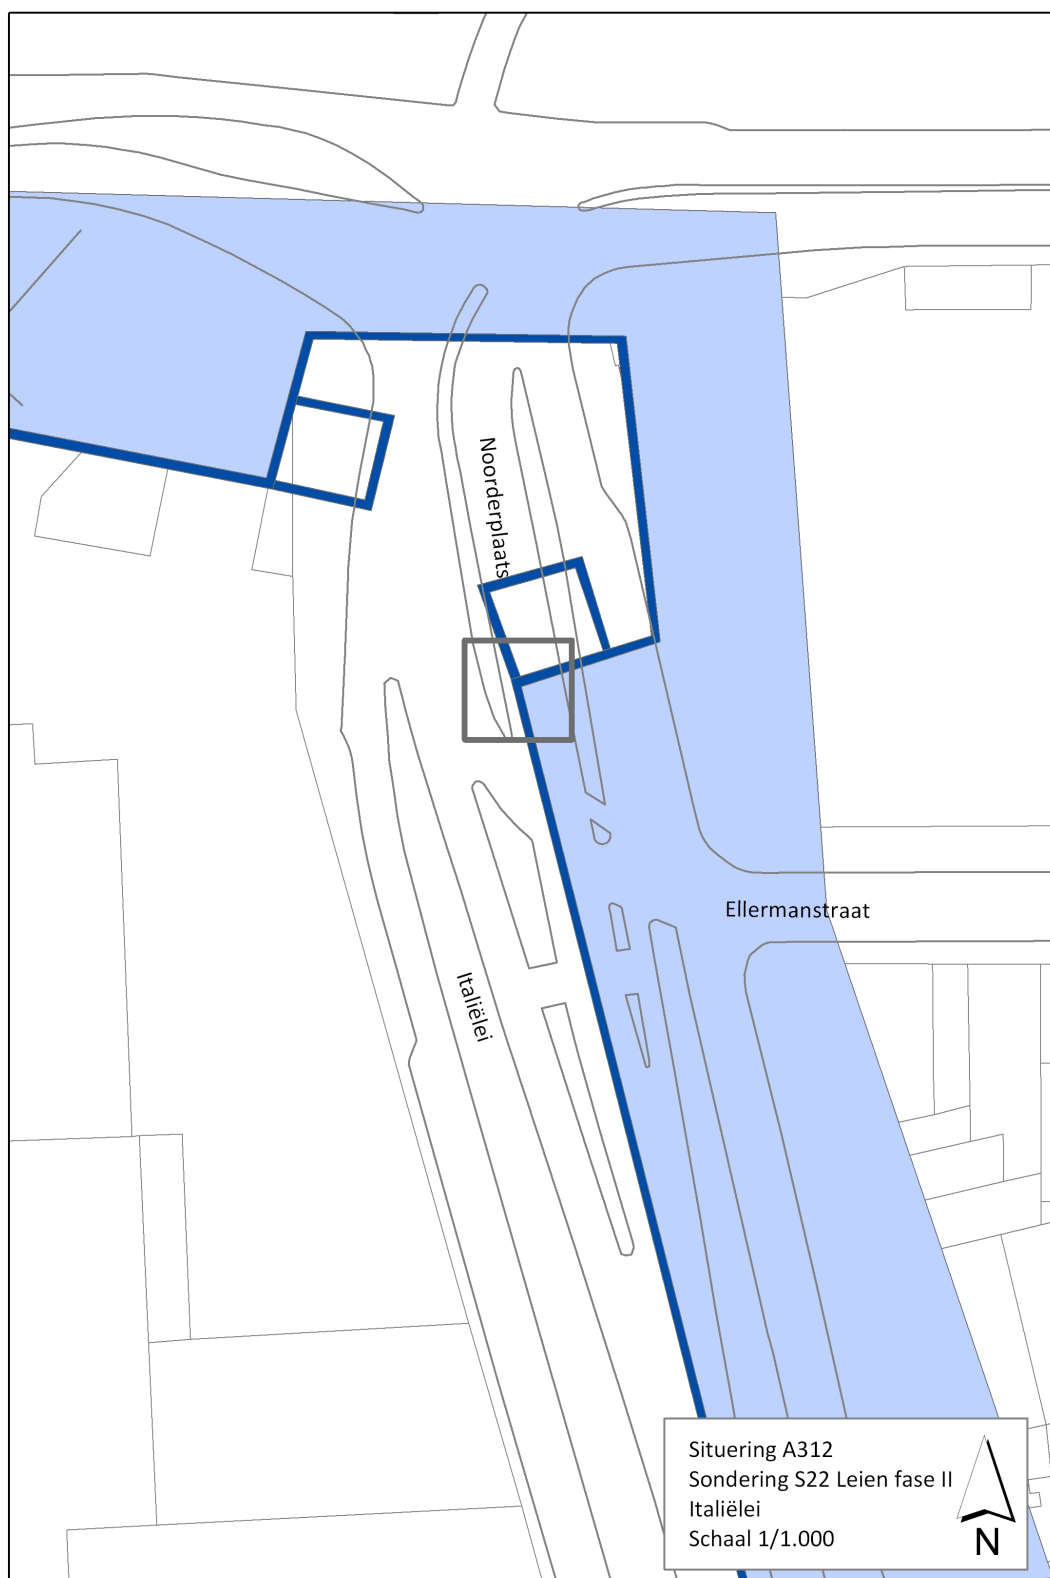 Noorderplaats
Ellermanstraat
Italiëlei
Situering A312
Sondering S22 Leien fase II
Italiëlei
Schaal 1/1.000
N